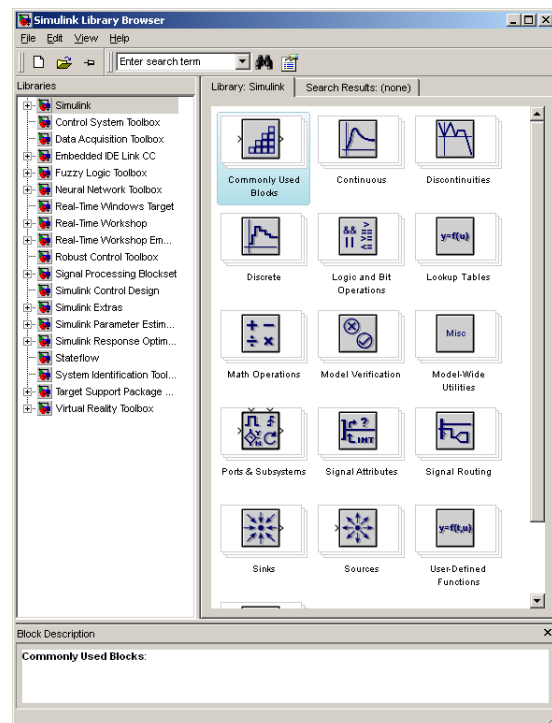 Simulink Library Browser
File Edit View Help
Enter search term
Libraries
Library: Simulink
Search Results: (none)
Simulink
Control System Toolbox
Data Acquisition Toolbox
Embedded IDE Link CC
Fuzzy Logic Toolbox
Neural Network Toolbox
Real-Time Windows Target
Real-Time Workshop
Real-Time Workshop Em...
Robust Control Toolbox
Signal Processing Blockset
Simulink Control Design
Simulink Extras
Simulink Parameter Estim...
Simulink Response Optim...
Stateflow
System Identification Tool...
Target Support Package ...
Virtual Reality Toolbox
Commonly Used
Blocks
Continuous
Discontinuities
&& >
|| ==
<=
y=f(u)
Discrete
Logic and Bit
Operations
Lookup Tables
+ −
÷ ×
Misc
Math Operations
Model Verification
Model-Wide
Utilities
Y
N
?
INT
Ports & Subsystems
Signal Attributes
Signal Routing
y=f(t,u)
Sinks
Sources
User-Defined
Functions
Block Description
Commonly Used Blocks: